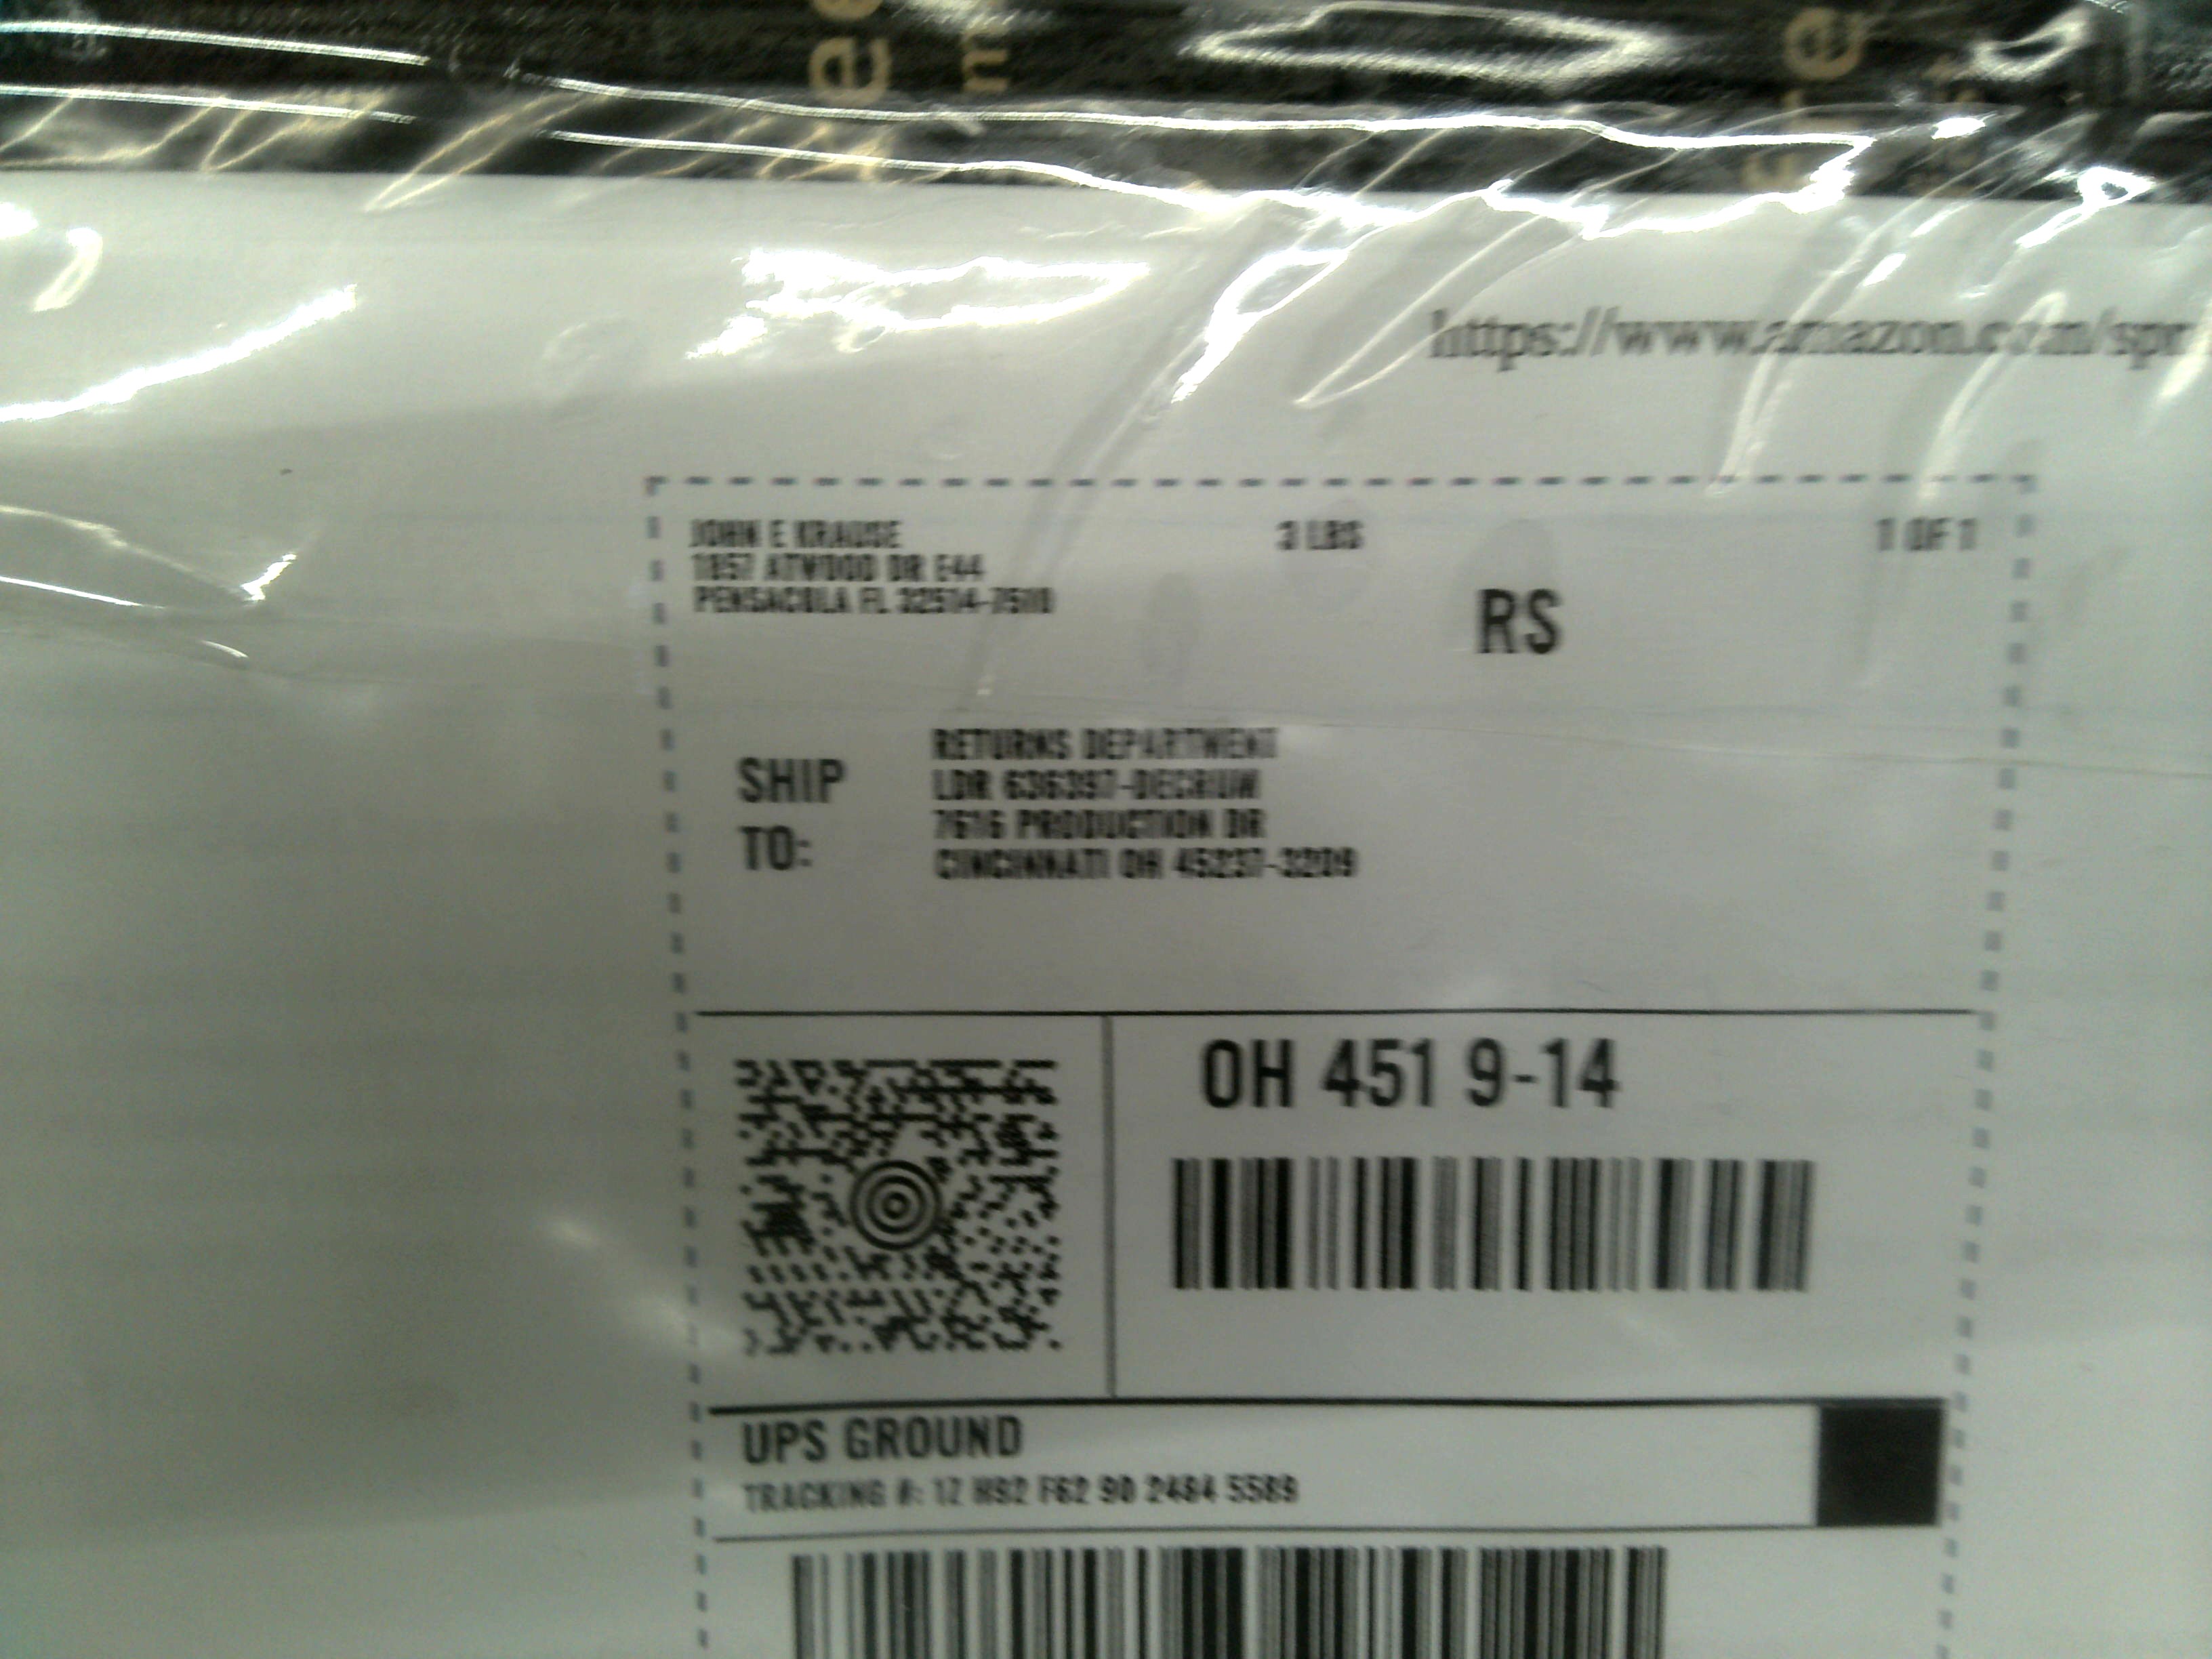 https://www.amazon.com/spr
JOHN E KRAUSE 3 LBS 1 OF 1
1857 ATWOOD DR E44
PENSACOLA FL 32514-7510
RS
SHIP TO:
RETURNS DEPARTMENT
LDR 636397-DECRUW
7616 PRODUCTION DR
CINCINNATI OH 45237-3209
OH 451 9-14
UPS GROUND
TRACKING #: 1Z H92 F62 90 2484 5589